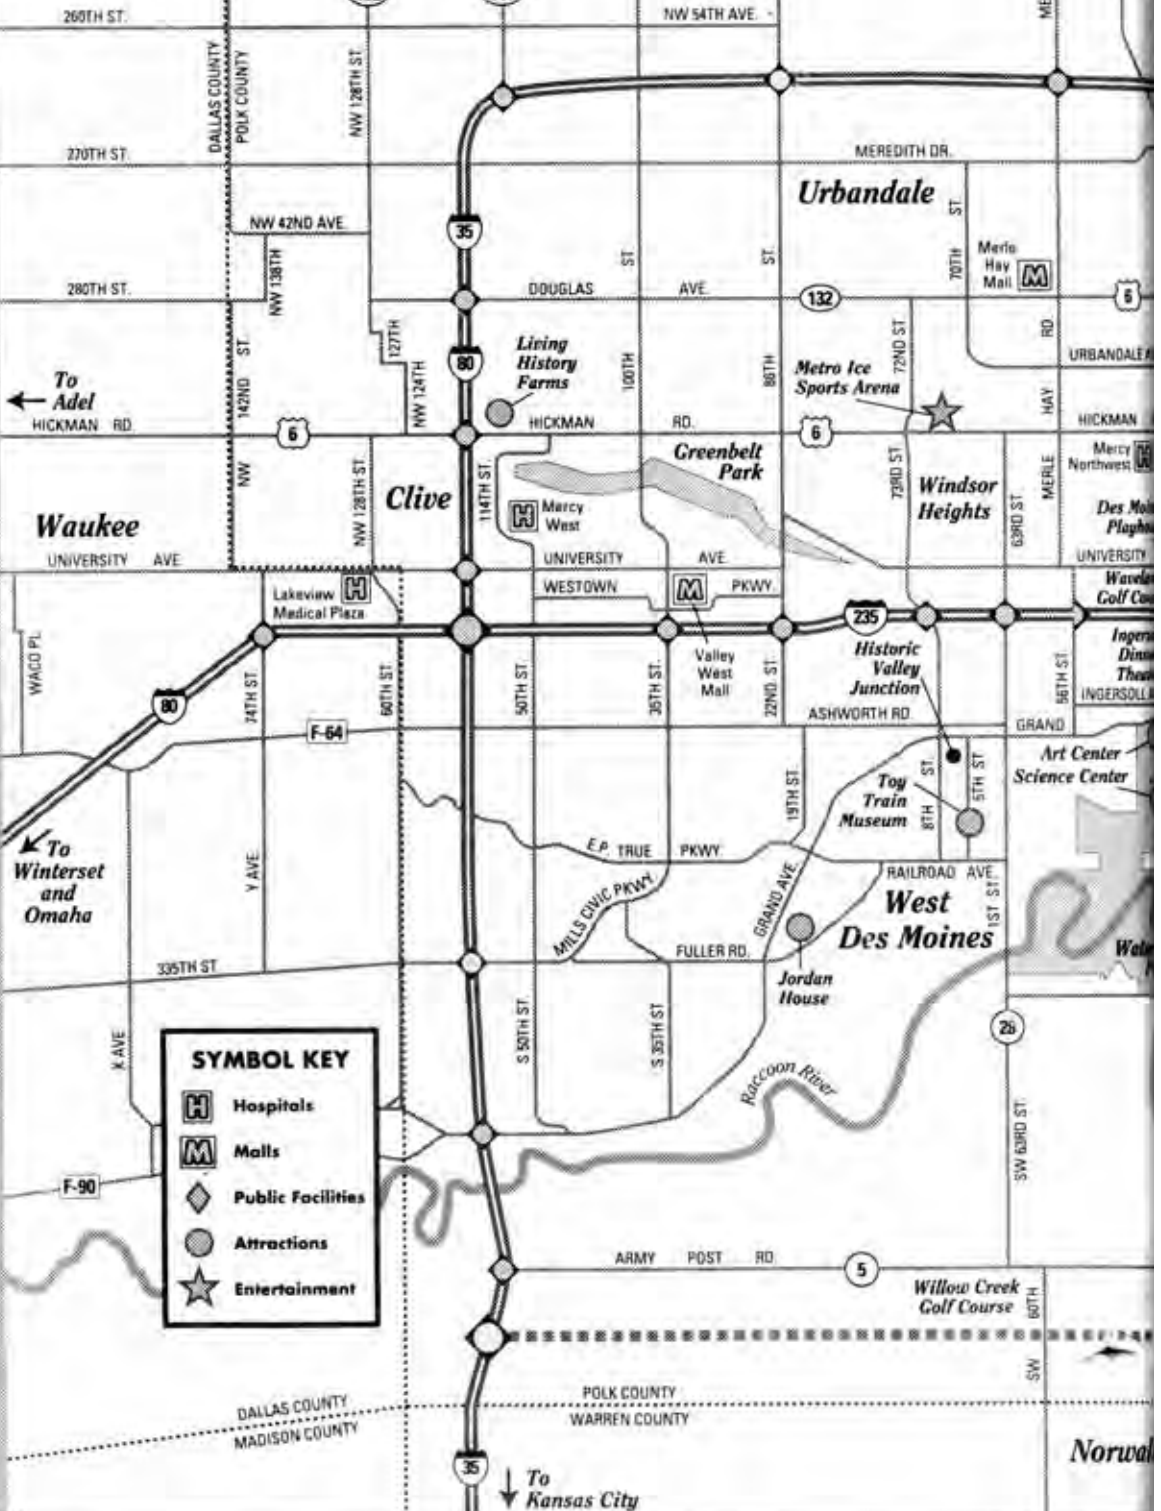 260TH ST.
NW 54TH AVE.
DALLAS COUNTY
POLK COUNTY
NW 128TH ST.
270TH ST.
MEREDITH DR.
Urbandale
NW 42ND AVE.
35
NW 138TH
ST.
ST.
70TH ST.
Merle
Hay
Mall
M
280TH ST.
DOUGLAS AVE.
132
6
127TH
NW 124TH
80
Living
History
Farms
100TH
86TH
Metro Ice
Sports Arena
72ND ST
RD.
URBANDALE
To
Adel
NW 142ND ST.
HAY
HICKMAN RD.
6
HICKMAN RD.
6
HICKMAN
Greenbelt
Park
NW 128TH ST.
Clive
114TH ST.
H
Mercy
West
73RD ST
Windsor
Heights
63RD ST.
MERLE
Mercy
Northwest
H
Waukee
UNIVERSITY AVE
UNIVERSITY AVE.
UNIVERSITY
Lakeview
Medical Plaza
H
WESTOWN PKWY.
M
235
Valley
West
Mall
Historic
Valley
Junction
WACO PL.
80
74TH ST.
60TH ST.
50TH ST.
35TH ST.
22ND ST.
56TH ST.
ASHWORTH RD.
GRAND
F-64
Art Center
Science Center
19TH ST.
8TH ST.
5TH ST
Toy
Train
Museum
To
Winterset
and
Omaha
Y AVE
E.P. TRUE PKWY.
RAILROAD AVE.
MILLS CIVIC PKWY.
GRAND AVE.
West
Des Moines
1ST ST.
FULLER RD.
335TH ST
Jordan
House
K AVE
S 50TH ST.
S 35TH ST
Raccoon River
28
SW 63RD ST.
SYMBOL KEY
H Hospitals
M Malls
Public Facilities
Attractions
Entertainment
F-90
ARMY POST RD
5
Willow Creek
Golf Course
SW 60TH
DALLAS COUNTY
MADISON COUNTY
POLK COUNTY
WARREN COUNTY
35
To
Kansas City